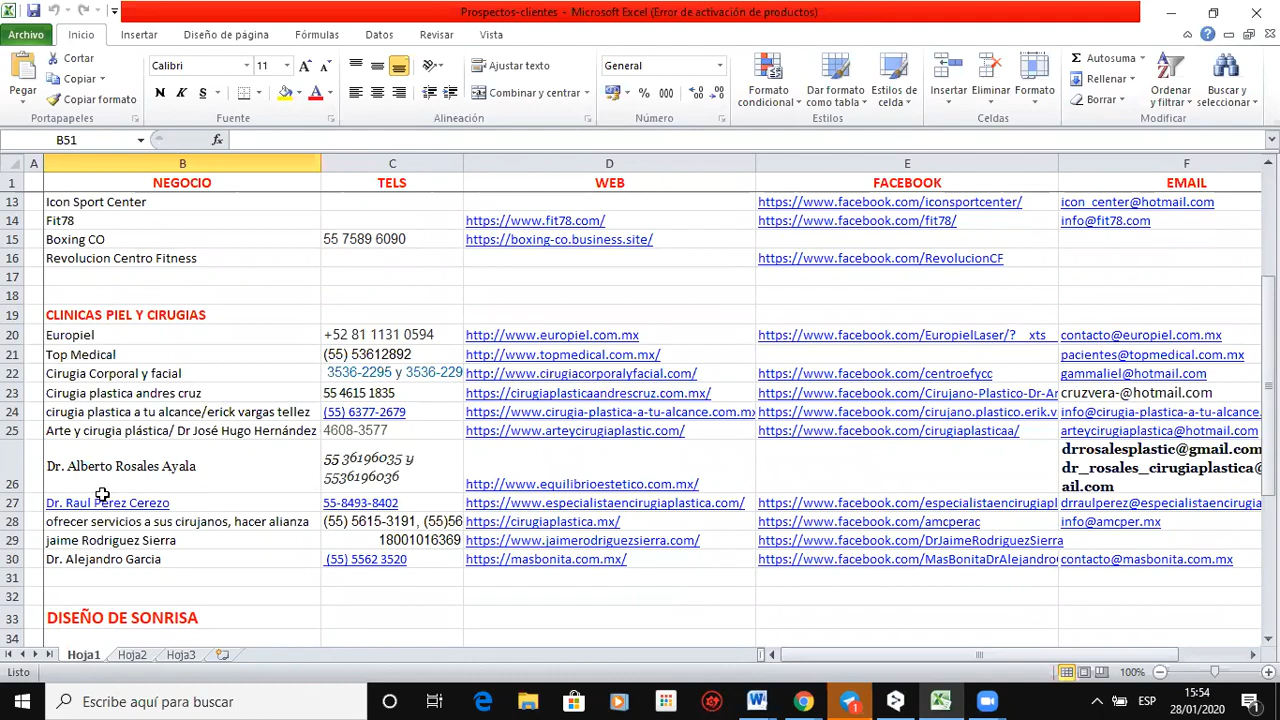 Prospectos-clientes - Microsoft Excel (Error de activación de productos)
Archivo Inicio Insertar Diseño de página Fórmulas Datos Revisar Vista
Pegar
Cortar
Copiar
Copiar formato
Portapapeles
Calibri 11
N K S
Fuente
Ajustar texto
Combinar y centrar
Alineación
General
% 000
Número
Formato condicional
Dar formato como tabla
Estilos de celda
Estilos
Insertar Eliminar Formato
Celdas
Autosuma
Rellenar
Borrar
Ordenar y filtrar
Buscar y seleccionar
Modificar
B51 fx
A B C D E F
1 NEGOCIO TELS WEB FACEBOOK EMAIL
13 Icon Sport Center https://www.facebook.com/iconsportcenter/ icon_center@hotmail.com
14 Fit78 https://www.fit78.com/ https://www.facebook.com/fit78/ info@fit78.com
15 Boxing CO 55 7589 6090 https://boxing-co.business.site/
16 Revolucion Centro Fitness https://www.facebook.com/RevolucionCF
17
18
19 CLINICAS PIEL Y CIRUGIAS
20 Europiel +52 81 1131 0594 http://www.europiel.com.mx https://www.facebook.com/EuropielLaser/?__xts__ contacto@europiel.com.mx
21 Top Medical (55) 53612892 http://www.topmedical.com.mx/ pacientes@topmedical.com.mx
22 Cirugia Corporal y facial 3536-2295 y 3536-229 http://www.cirugiacorporalyfacial.com/ https://www.facebook.com/centroefycc gammaliel@hotmail.com
23 Cirugia plastica andres cruz 55 4615 1835 https://cirugiaplasticaandrescruz.com.mx/ https://www.facebook.com/Cirujano-Plastico-Dr-An cruzvera-@hotmail.com
24 cirugia plastica a tu alcance/erick vargas tellez (55) 6377-2679 https://www.cirugia-plastica-a-tu-alcance.com.mx https://www.facebook.com/cirujano.plastico.erik.v info@cirugia-plastica-a-tu-alcance.
25 Arte y cirugia plástica/ Dr José Hugo Hernández 4608-3577 https://www.arteycirugiaplastic.com/ https://www.facebook.com/cirugiaplasticaa/ arteycirugiaplastica@hotmail.com
26 Dr. Alberto Rosales Ayala 55 36196035 y 5536196036 https://www.equilibrioestetico.com.mx/ drrosalesplastic@gmail.com dr_rosales_cirugiaplastica@ ail.com
27 Dr. Raul Perez Cerezo 55-8493-8402 https://www.especialistaencirugiaplastica.com/ https://www.facebook.com/especialistaencirugiapl draulperez@especialistaencirugia
28 ofrecer servicios a sus cirujanos, hacer alianza (55) 5615-3191, (55)56 https://cirugiaplastica.mx/ https://www.facebook.com/amcperac info@amcper.mx
29 jaime Rodriguez Sierra 18001016369 https://www.jaimerodriguezsierra.com/ https://www.facebook.com/DrJaimeRodriguezSierra
30 Dr. Alejandro Garcia (55) 5562 3520 https://masbonita.com.mx/ https://www.facebook.com/MasBonitaDrAlejandro contacto@masbonita.com.mx
31
32
33 DISEÑO DE SONRISA
34
Hoja1 Hoja2 Hoja3
Listo 100%
Escribe aquí para buscar
1
ESP
15:54
28/01/2020